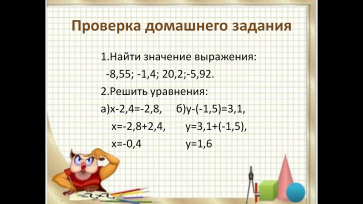 Проверка домашнего задания
1.Найти значение выражения:
-8,55; -1,4; 20,2;-5,92.
2.Решить уравнения:
а)х-2,4=-2,8, б)у-(-1,5)=3,1,
х=-2,8+2,4, у=3,1+(-1,5),
х=-0,4 у=1,6